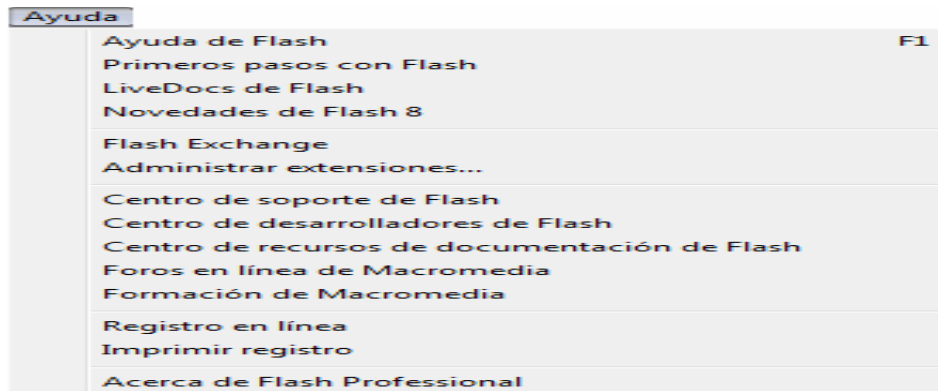 Ayuda
Ayuda de Flash F1
Primeros pasos con Flash
LiveDocs de Flash
Novedades de Flash 8
Flash Exchange
Administrar extensiones...
Centro de soporte de Flash
Centro de desarrolladores de Flash
Centro de recursos de documentación de Flash
Foros en línea de Macromedia
Formación de Macromedia
Registro en línea
Imprimir registro
Acerca de Flash Professional